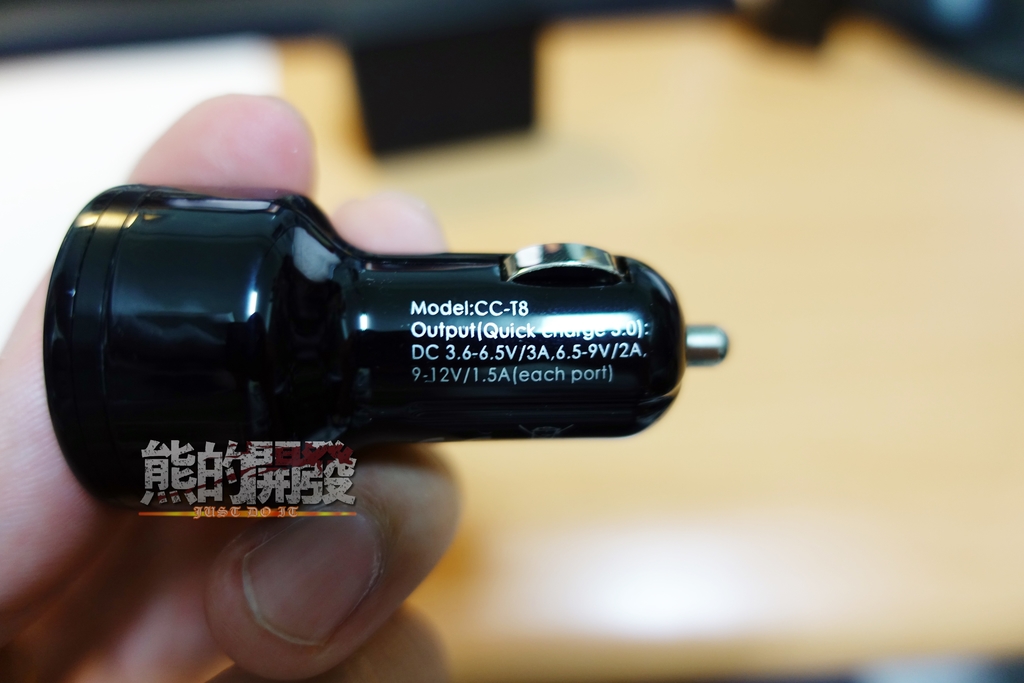 Model:CC-T8
Output(Quick Charge 3.0):
DC 3.6-6.5V/3A,6.5-9V/2A,
9-12V/1.5A(each port)
熊的開發
JUST DO IT